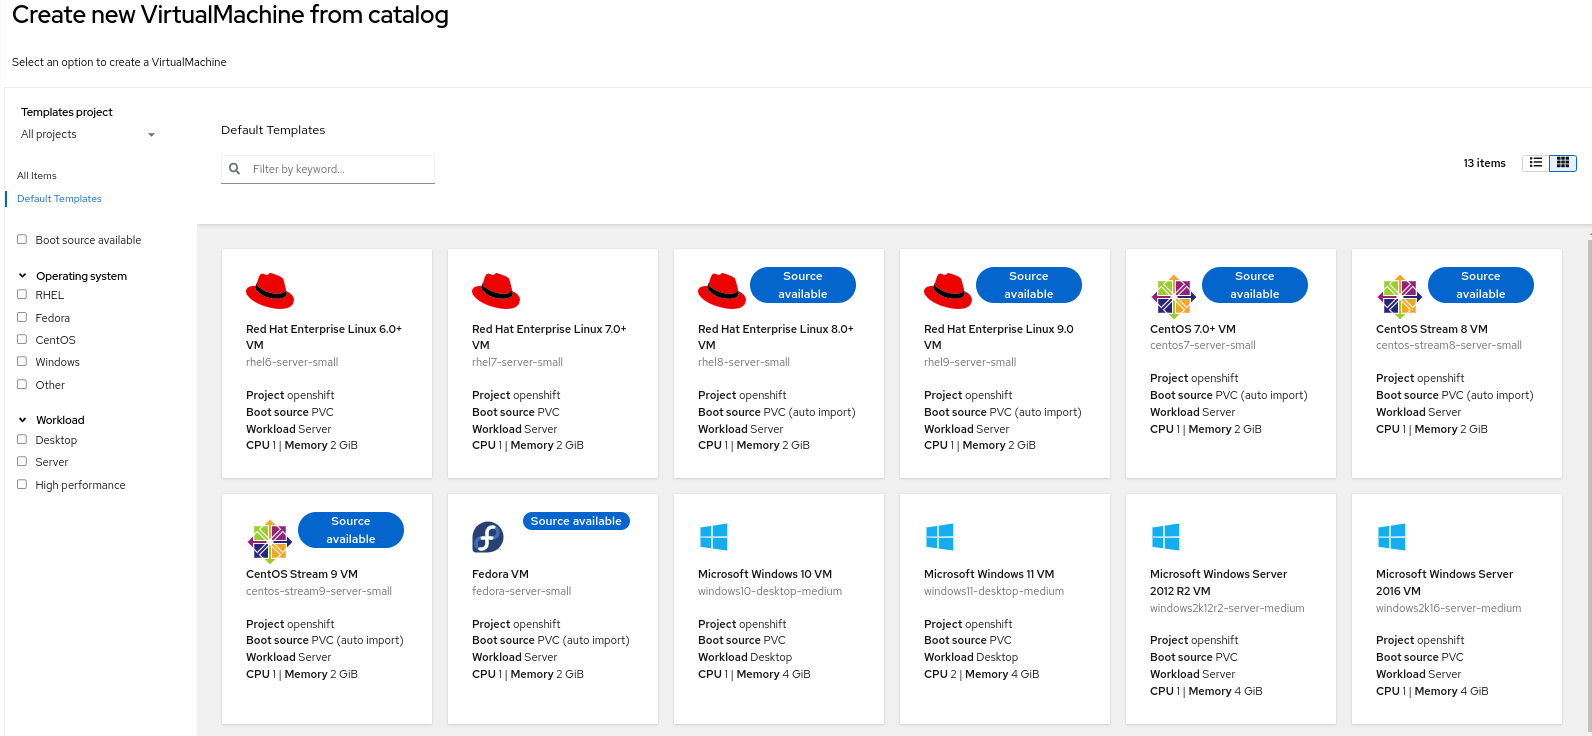 Create new VirtualMachine from catalog
Select an option to create a VirtualMachine
Templates project
All projects
All Items
Default Templates
Boot source available
Operating system
RHEL
Fedora
CentOS
Windows
Other
Workload
Desktop
Server
High performance
Default Templates
Filter by keyword...
13 items
Red Hat Enterprise Linux 6.0+
VM
rhel6-server-small
Project openshift
Boot source PVC
Workload Server
CPU 1 | Memory 2 GiB
Red Hat Enterprise Linux 7.0+
VM
rhel7-server-small
Project openshift
Boot source PVC
Workload Server
CPU 1 | Memory 2 GiB
Source
available
Red Hat Enterprise Linux 8.0+
VM
rhel8-server-small
Project openshift
Boot source PVC (auto import)
Workload Server
CPU 1 | Memory 2 GiB
Source
available
Red Hat Enterprise Linux 9.0
VM
rhel9-server-small
Project openshift
Boot source PVC (auto import)
Workload Server
CPU 1 | Memory 2 GiB
Source
available
CentOS 7.0+ VM
centos7-server-small
Project openshift
Boot source PVC (auto import)
Workload Server
CPU 1 | Memory 2 GiB
Source
available
CentOS Stream 8 VM
centos-stream8-server-small
Project openshift
Boot source PVC (auto import)
Workload Server
CPU 1 | Memory 2 GiB
Source
available
CentOS Stream 9 VM
centos-stream9-server-small
Project openshift
Boot source PVC (auto import)
Workload Server
CPU 1 | Memory 2 GiB
Source available
Fedora VM
fedora-server-small
Project openshift
Boot source PVC (auto import)
Workload Server
CPU 1 | Memory 2 GiB
Microsoft Windows 10 VM
windows10-desktop-medium
Project openshift
Boot source PVC
Workload Desktop
CPU 1 | Memory 4 GiB
Microsoft Windows 11 VM
windows11-desktop-medium
Project openshift
Boot source PVC
Workload Desktop
CPU 2 | Memory 4 GiB
Microsoft Windows Server
2012 R2 VM
windows2k12r2-server-medium
Project openshift
Boot source PVC
Workload Server
CPU 1 | Memory 4 GiB
Microsoft Windows Server
2016 VM
windows2k16-server-medium
Project openshift
Boot source PVC
Workload Server
CPU 1 | Memory 4 GiB